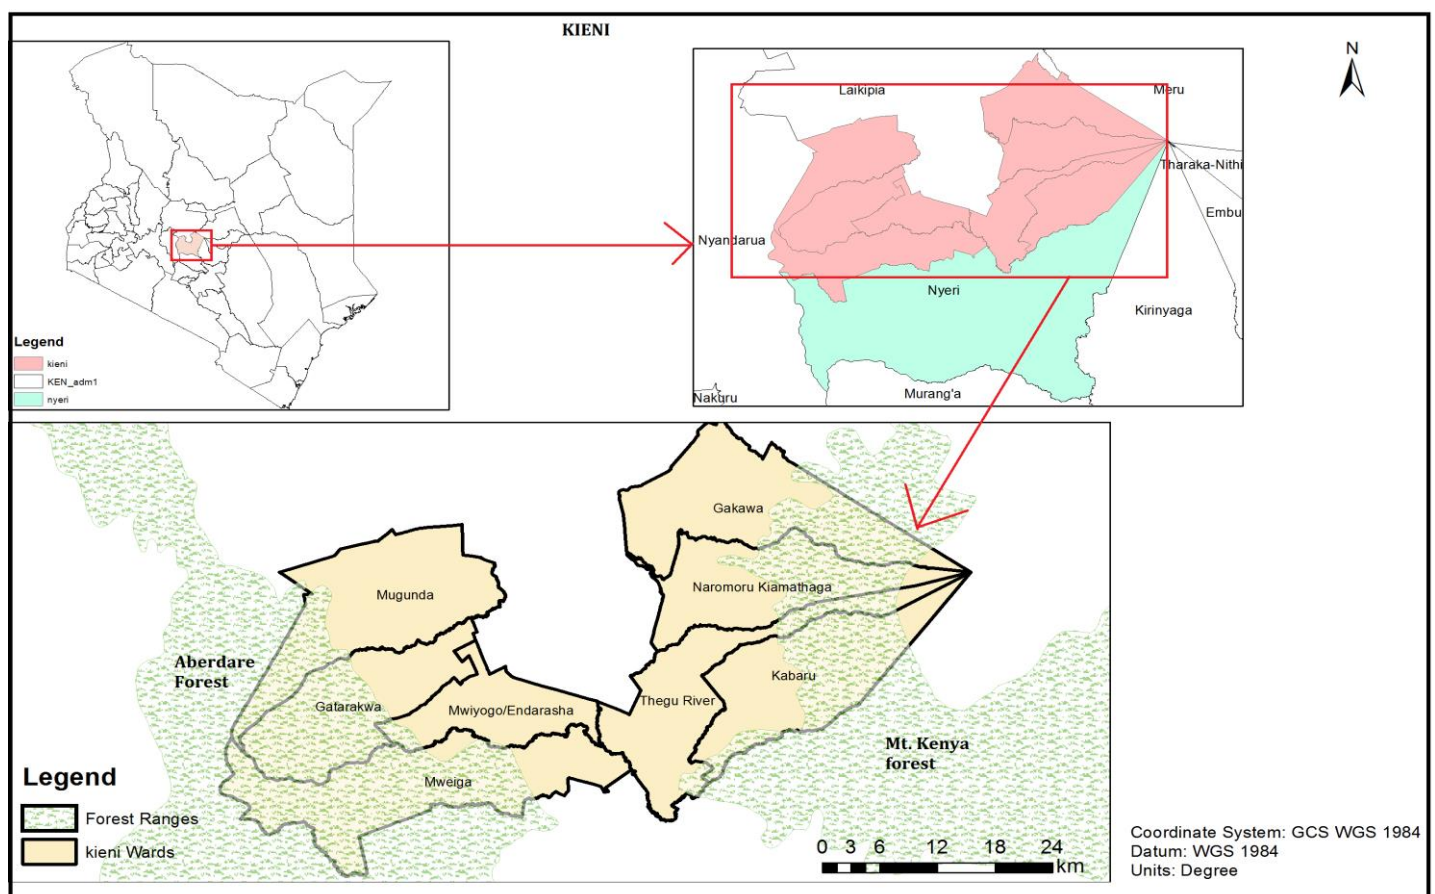 KIENI
N
Legend
kieni
KEN_adm1
nyeri
Laikipia
Meru
Tharaka-Nithi
Embu
Nyandarua
Nyeri
Kirinyaga
Murang'a
Nakuru
Gakawa
Naromoru Kiamathaga
Mugunda
Aberdare
Forest
Gatarakwa
Mwiyogo/Endarasha
Thegu River
Kabaru
Mweiga
Mt. Kenya
forest
Legend
Forest Ranges
kieni Wards
0 3 6 12 18 24
km
Coordinate System: GCS WGS 1984
Datum: WGS 1984
Units: Degree